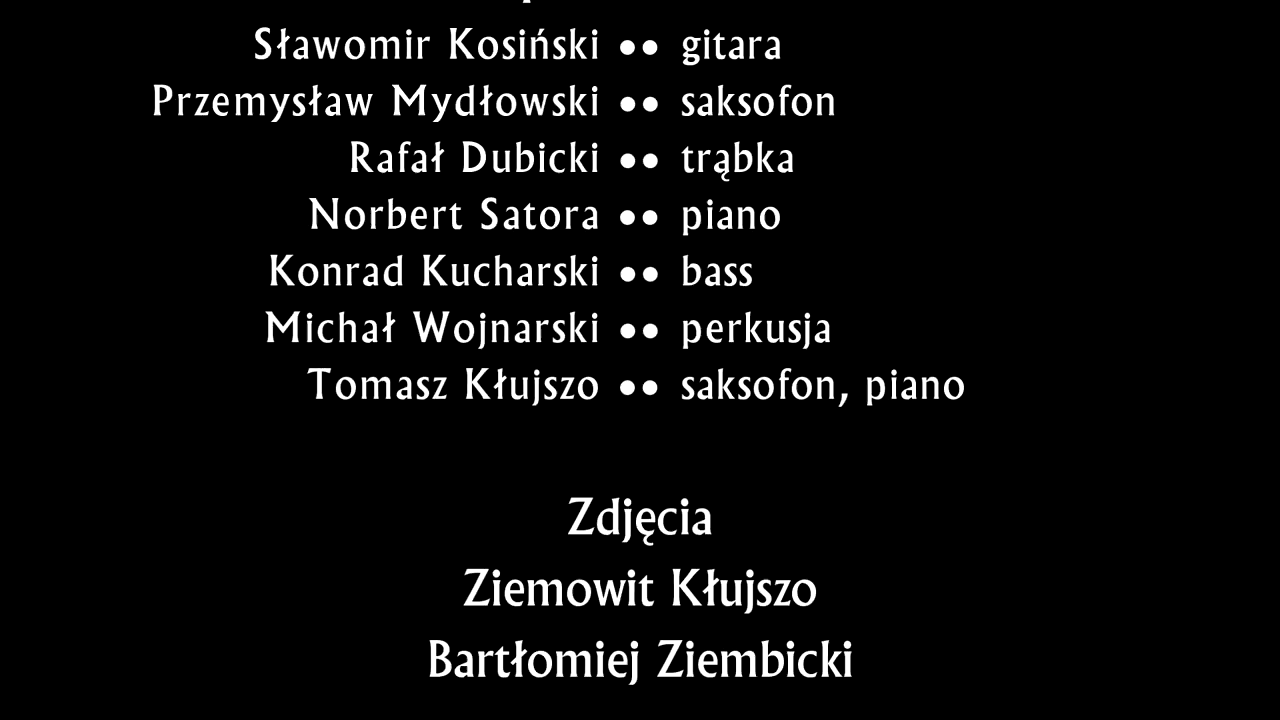 Sławomir Kosiński •• gitara
Przemysław Mydłowski •• saksofon
Rafał Dubicki •• trąbka
Norbert Satora •• piano
Konrad Kucharski •• bass
Michał Wojnarski •• perkusja
Tomasz Kłujszo •• saksofon, piano
Zdjęcia
Ziemowit Kłujszo
Bartłomiej Ziembicki